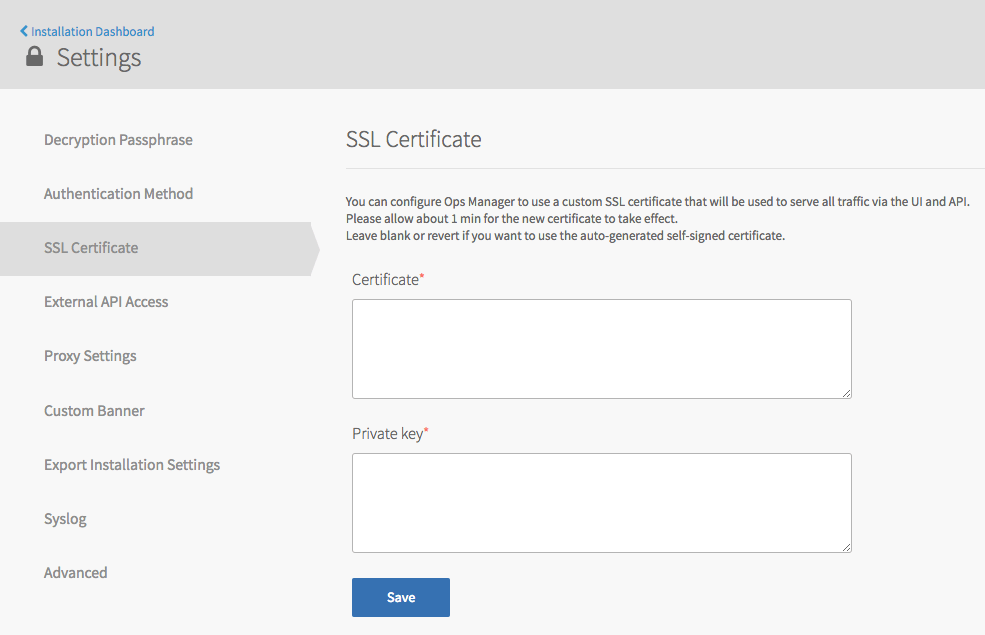 Installation Dashboard
Settings
Decryption Passphrase
Authentication Method
SSL Certificate
External API Access
Proxy Settings
Custom Banner
Export Installation Settings
Syslog
Advanced
SSL Certificate
You can configure Ops Manager to use a custom SSL certificate that will be used to serve all traffic via the UI and API.
Please allow about 1 min for the new certificate to take effect.
Leave blank or revert if you want to use the auto-generated self-signed certificate.
Certificate*
Private key*
Save